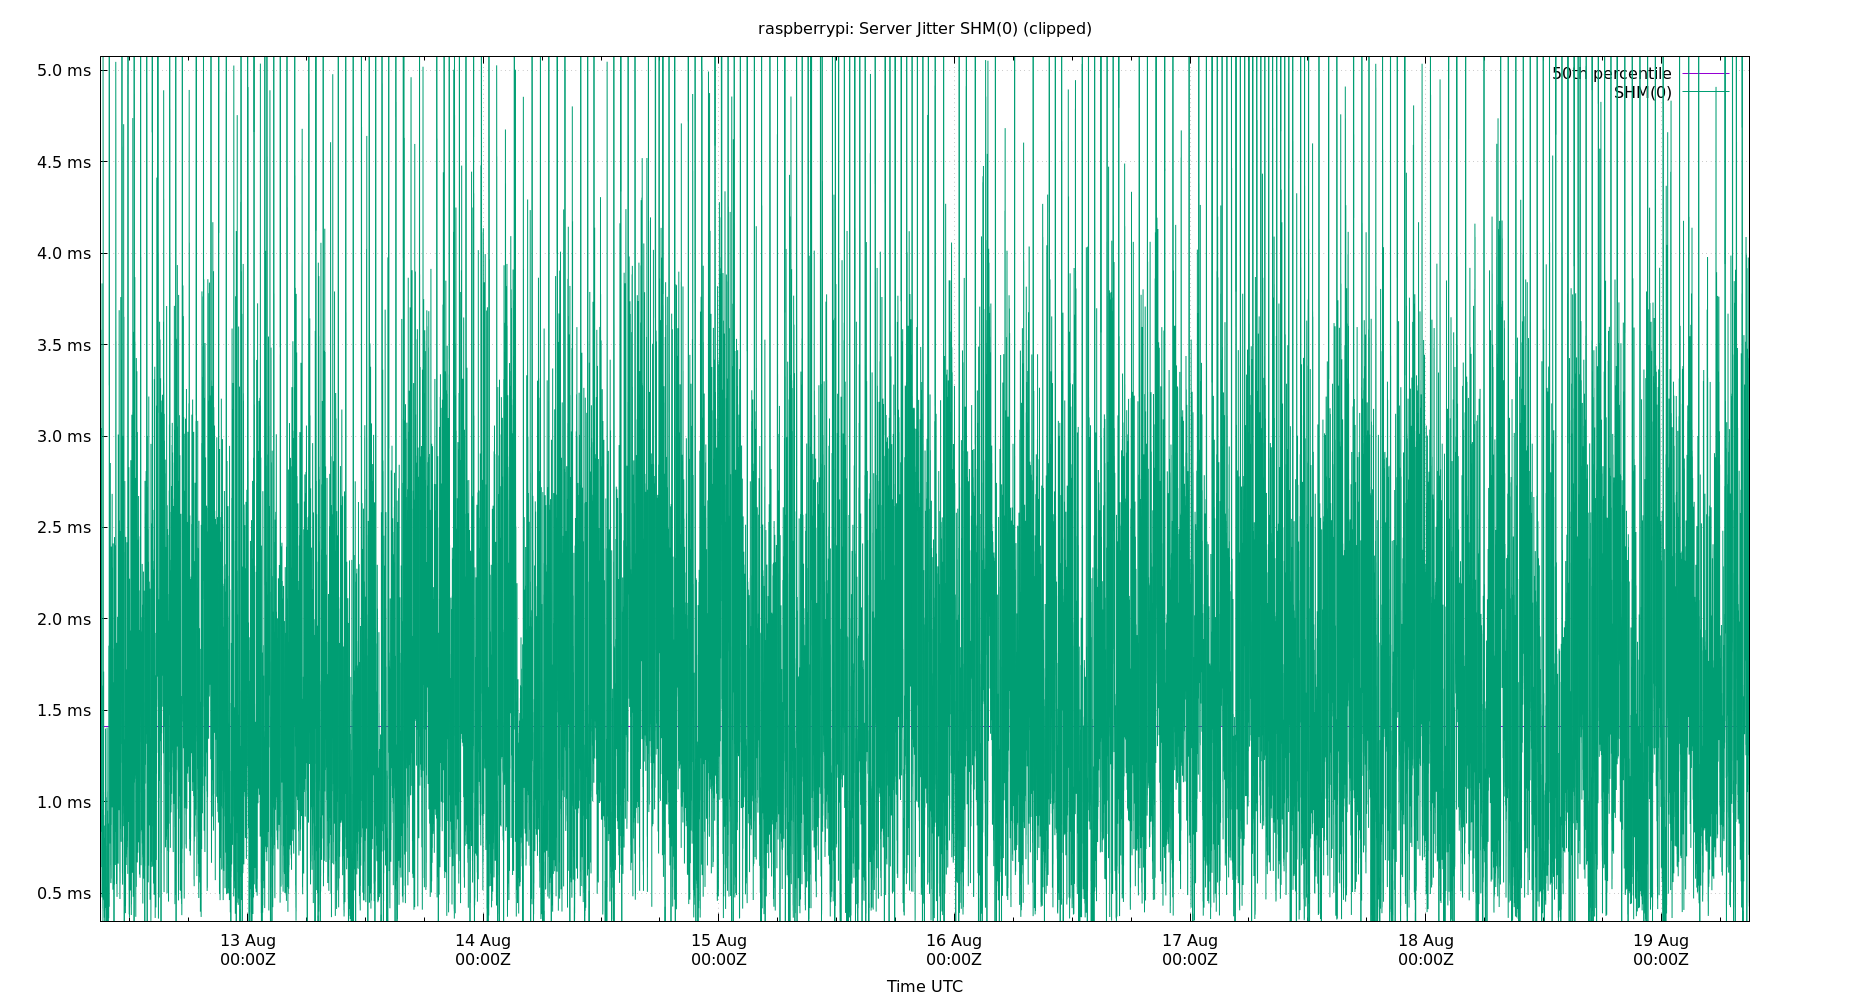 raspberrypi: Server Jitter SHM(0) (clipped)
5.0 ms
50th percentile
SHM(0)
4.5 ms
4.0 ms
3.5 ms
3.0 ms
2.5 ms
2.0 ms
1.5 ms
1.0 ms
0.5 ms
13 Aug 14 Aug 15 Aug 16 Aug 17 Aug 18 Aug 19 Aug
00:00Z 00:00Z 00:00Z 00:00Z 00:00Z 00:00Z 00:00Z
Time UTC